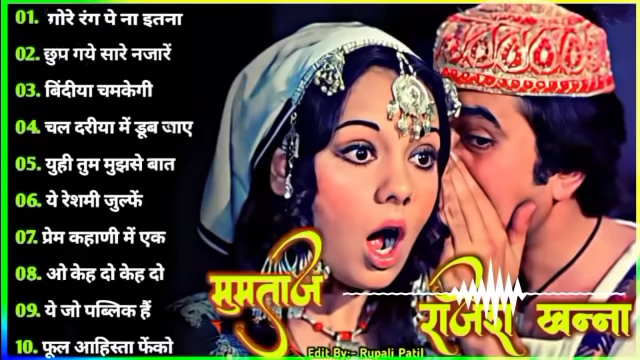 01. गोरे रंग पे ना इतना
02. छुप गये सारे नजारें
03. बिंदीया चमकेगी
04. चल दरीया में डूब जाए
05. युही तुम मुझसे बात
06. ये रेशमी जुल्फें
07. प्रेम कहाणी में एक
08. ओ केह दो केह दो
09. ये जो पब्लिक हैं
10. फूल आहिस्ता फेंको
मुमताज
राजेश खन्ना
Edit By:- Rupali Patil